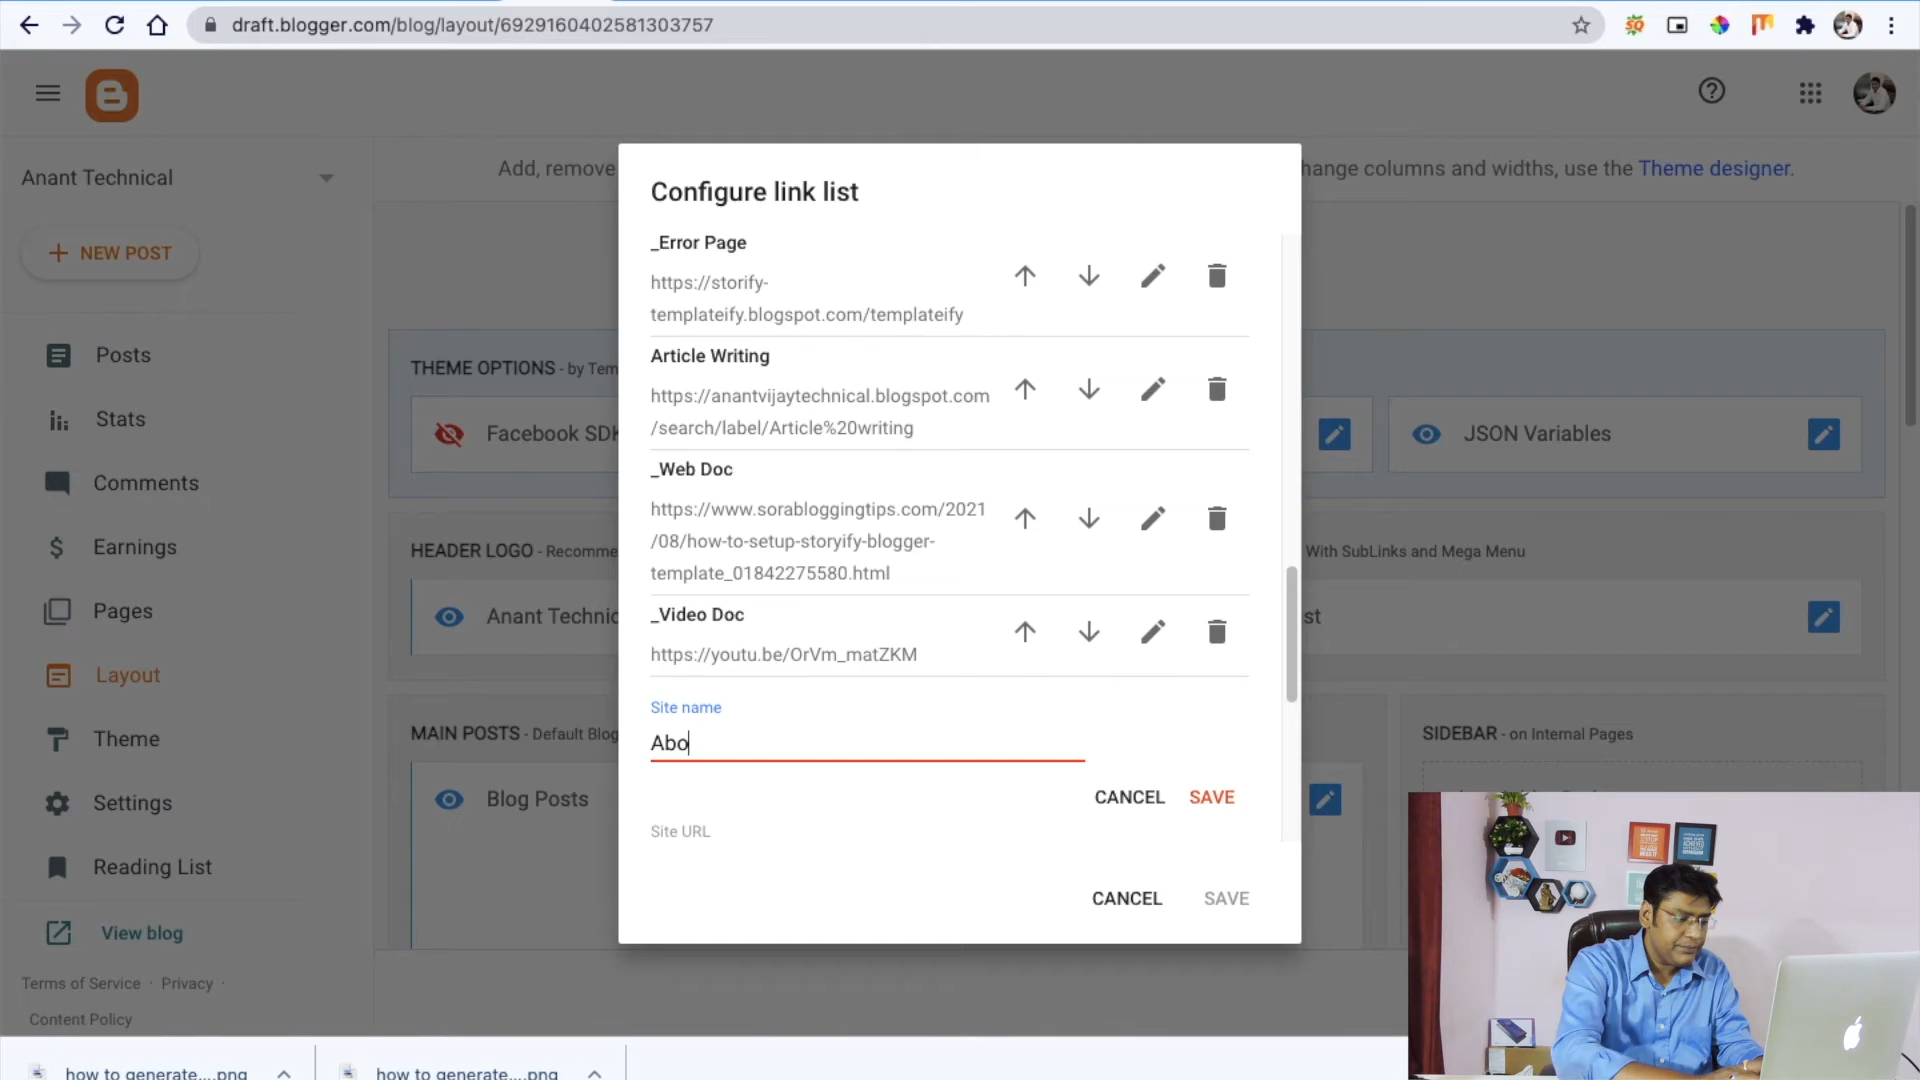 draft.blogger.com/blog/layout/6929160402581303757
Anant Technical
Add, remove
hange columns and widths, use the Theme designer.
NEW POST
Posts
Stats
Comments
Earnings
Pages
Layout
Theme
Settings
Reading List
View blog
Terms of Service · Privacy ·
Content Policy
THEME OPTIONS - by Tem
Facebook SDK
JSON Variables
HEADER LOGO - Recomme
With SubLinks and Mega Menu
Anant Technic
st
MAIN POSTS - Default Blog
SIDEBAR - on Internal Pages
Blog Posts
Configure link list
_Error Page
https://storify-
templateify.blogspot.com/templateify
Article Writing
https://anantvijaytechnical.blogspot.com
/search/label/Article%20writing
_Web Doc
https://www.sorabloggingtips.com/2021
/08/how-to-setup-storyify-blogger-
template_01842275580.html
_Video Doc
https://youtu.be/OrVm_matZKM
Site name
Abo
CANCEL SAVE
Site URL
CANCEL SAVE
how to generate....png
how to generate....png